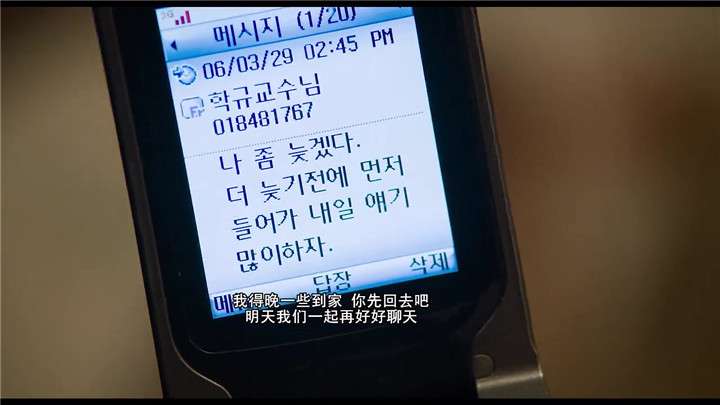 메시지 (1/20)
06/03/29 02:45 PM
학규교수님
018481767
나 좀 늦겠다.
더 늦기전에 먼저
들어가 내일 얘기
많이하자.
답장 삭제
我得晚一些到家 你先回去吧
明天我们一起再好好聊天